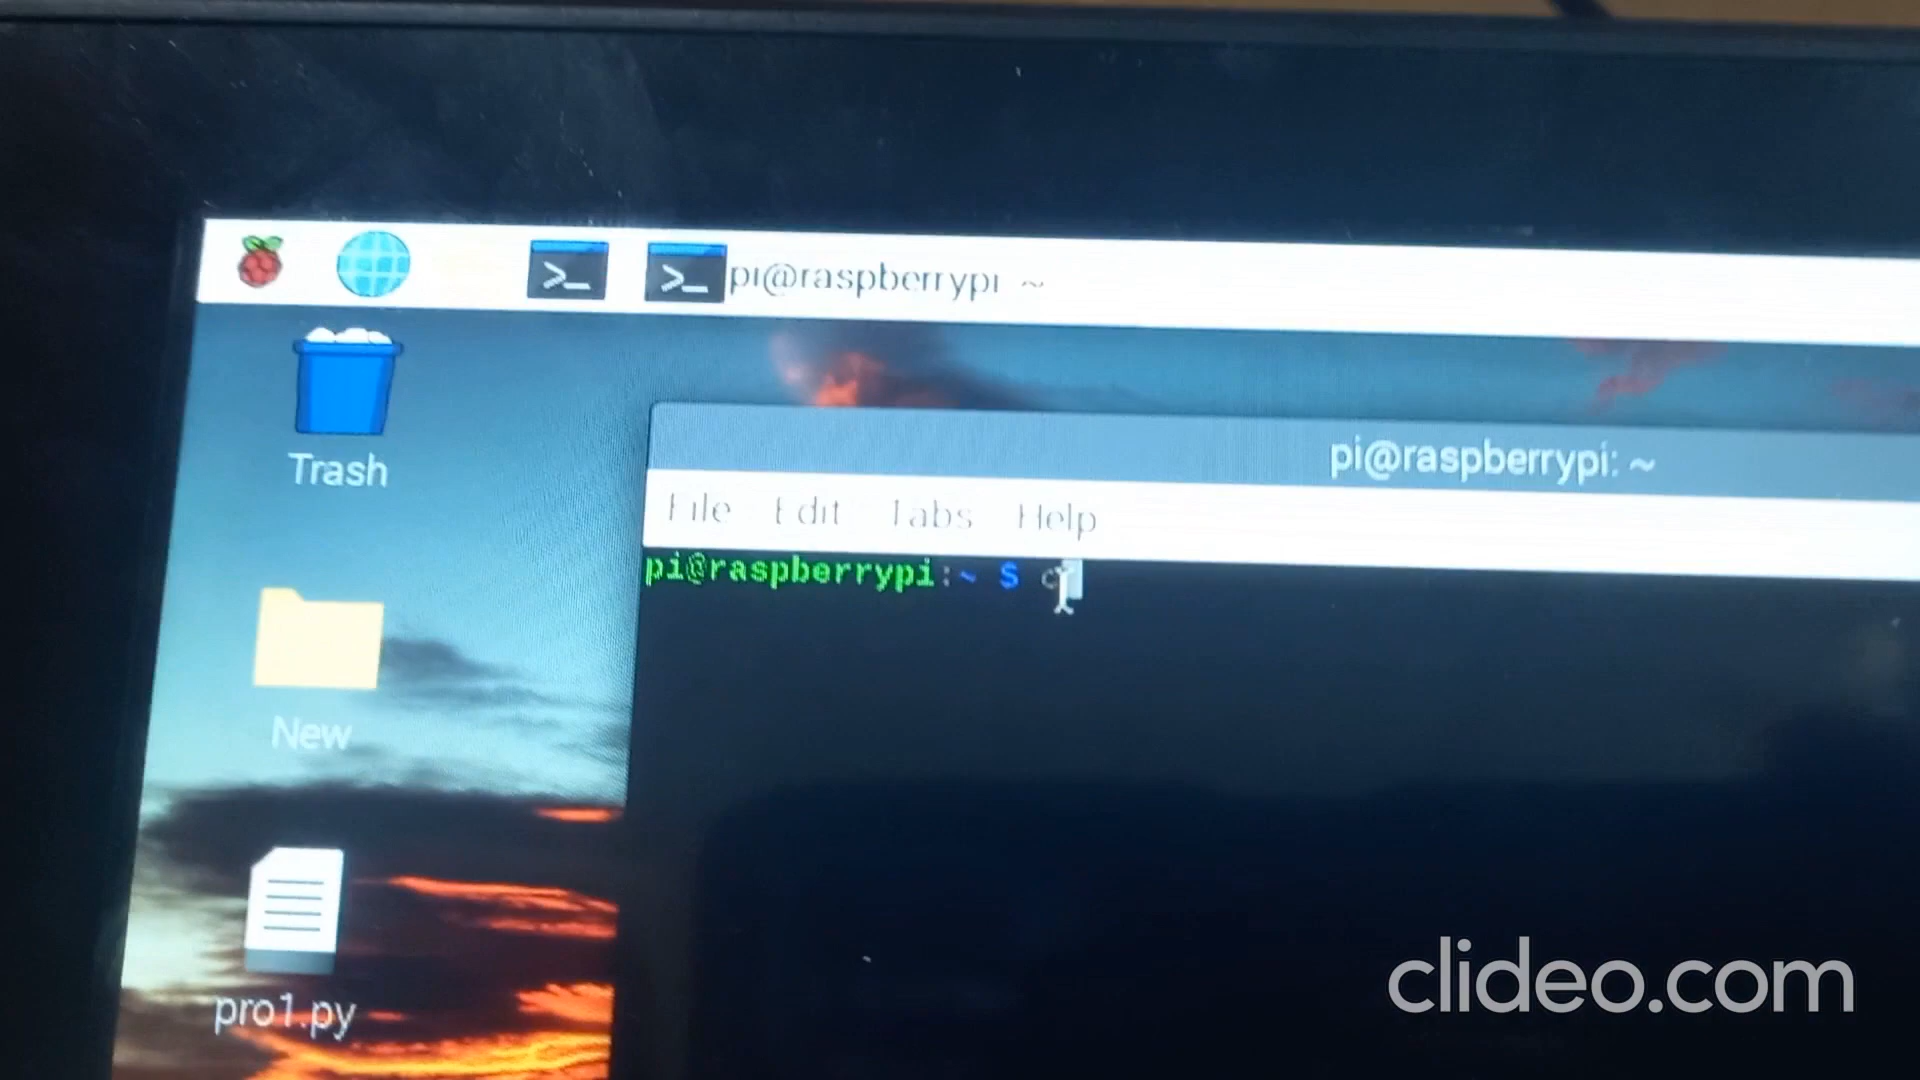 pi@raspberrypi ~
Trash
pi@raspberrypi: ~
File Edit Tabs Help
pi@raspberrypi:~ $ c
New
pro1.py
clideo.com